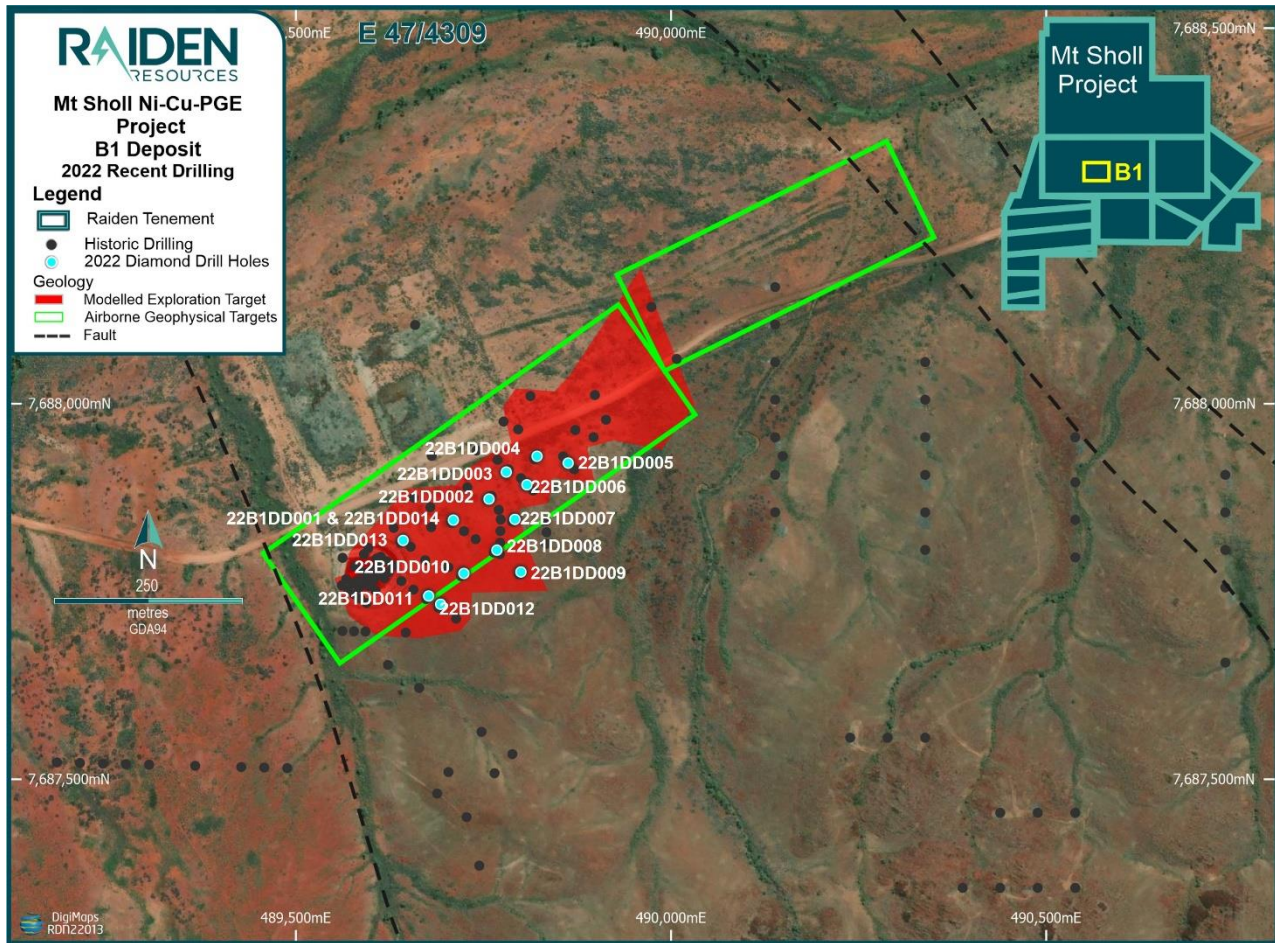 RAIDEN
RESOURCES
Mt Sholl Ni-Cu-PGE
Project
B1 Deposit
2022 Recent Drilling
Legend
Raiden Tenement
Historic Drilling
2022 Diamond Drill Holes
Geology
Modelled Exploration Target
Airborne Geophysical Targets
Fault
,500mE
E 47/4309
490,000mE
7,688,500mN
Mt Sholl
Project
B1
7,688,000mN
7,688,000mN
22B1DD004
22B1DD005
22B1DD003
22B1DD006
22B1DD002
22B1DD001 & 22B1DD014
22B1DD007
22B1DD013
22B1DD008
22B1DD010
22B1DD009
22B1DD011
22B1DD012
N
250
metres
GDA94
7,687,500mN
7,687,500mN
DigiMaps
RDN22013
489,500mE
490,000mE
490,500mE